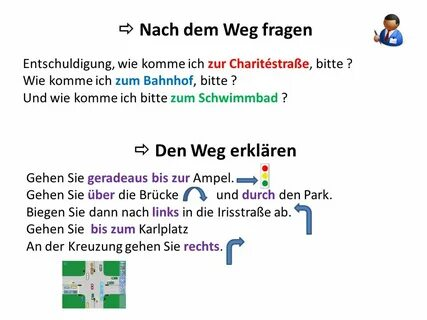 ⇨ Nach dem Weg fragen
Entschuldigung, wie komme ich zur Charitéstraße, bitte ?
Wie komme ich zum Bahnhof, bitte ?
Und wie komme ich bitte zum Schwimmbad ?
⇨ Den Weg erklären
Gehen Sie geradeaus bis zur Ampel.
Gehen Sie über die Brücke und durch den Park.
Biegen Sie dann nach links in die Irisstraße ab.
Gehen Sie bis zum Karlplatz
An der Kreuzung gehen Sie rechts.